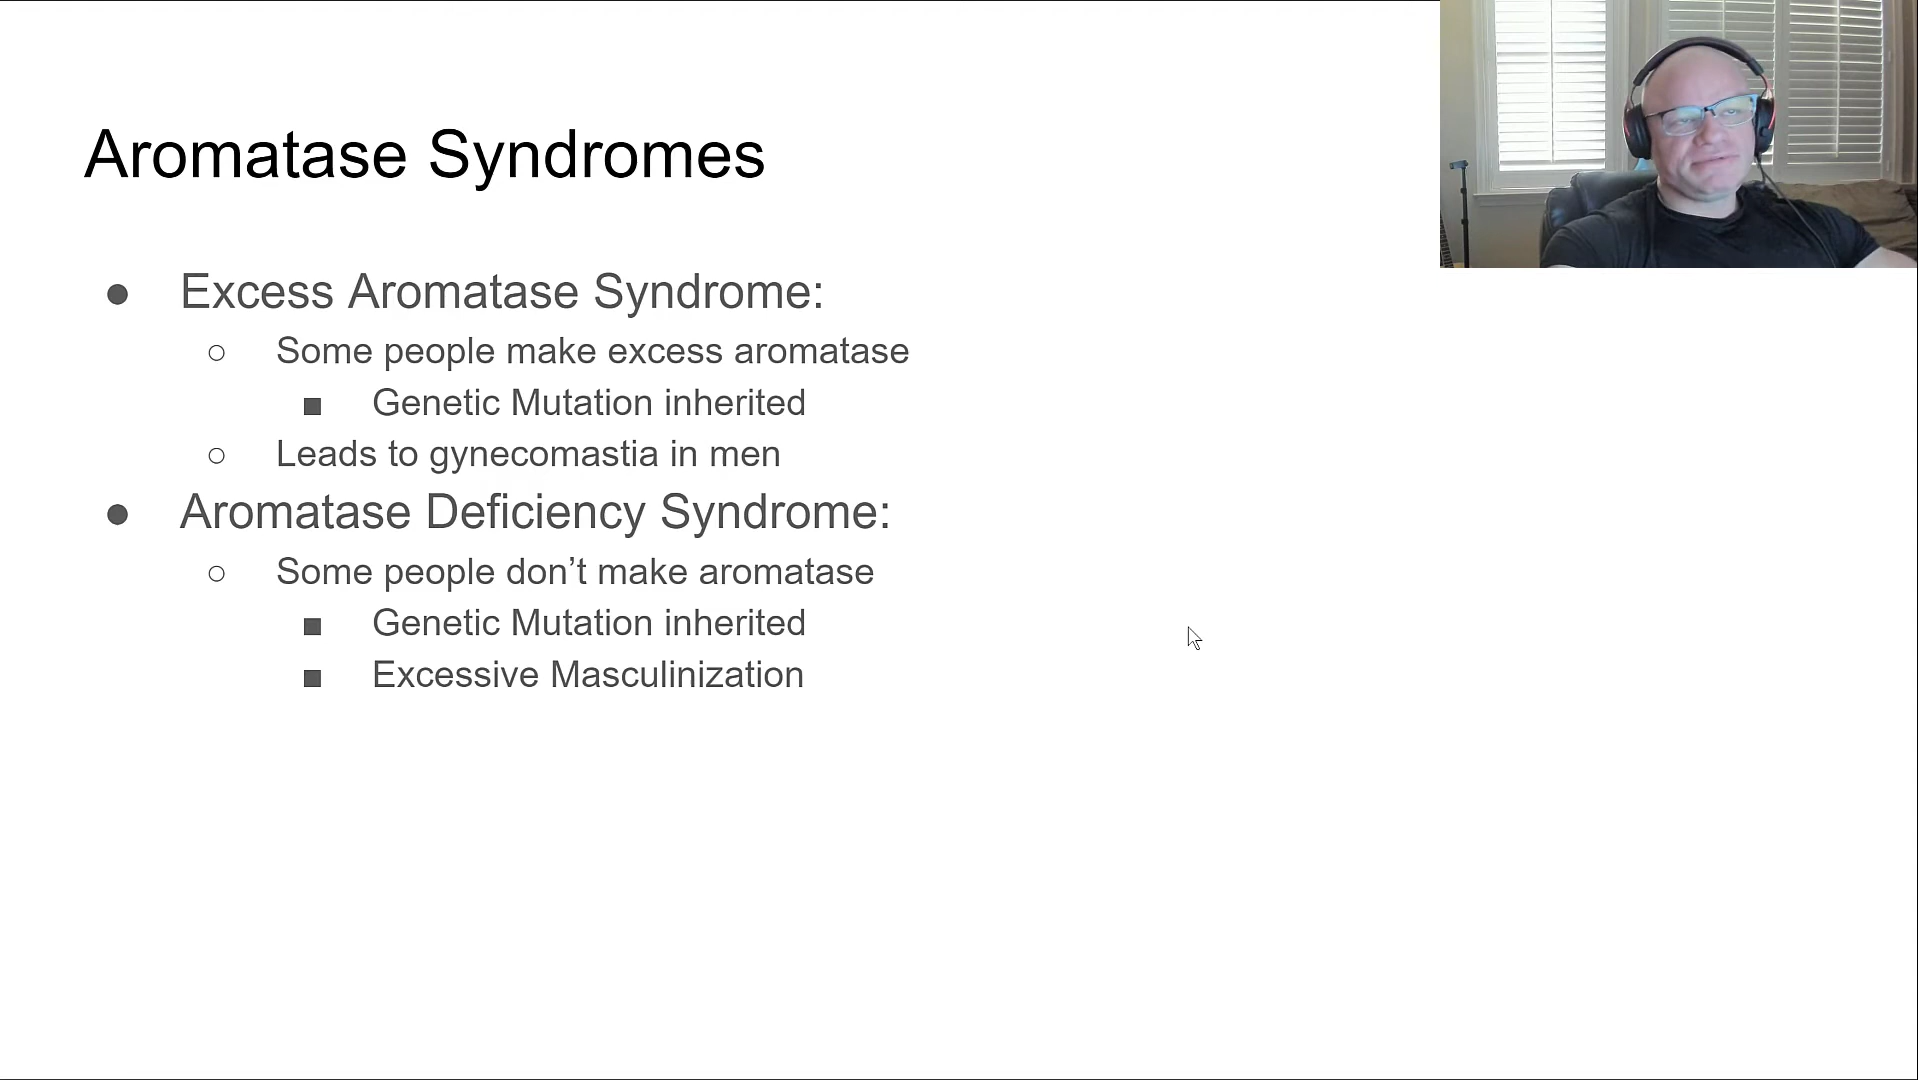 Aromatase Syndromes
● Excess Aromatase Syndrome:
○ Some people make excess aromatase
■ Genetic Mutation inherited
○ Leads to gynecomastia in men
● Aromatase Deficiency Syndrome:
○ Some people don’t make aromatase
■ Genetic Mutation inherited
■ Excessive Masculinization